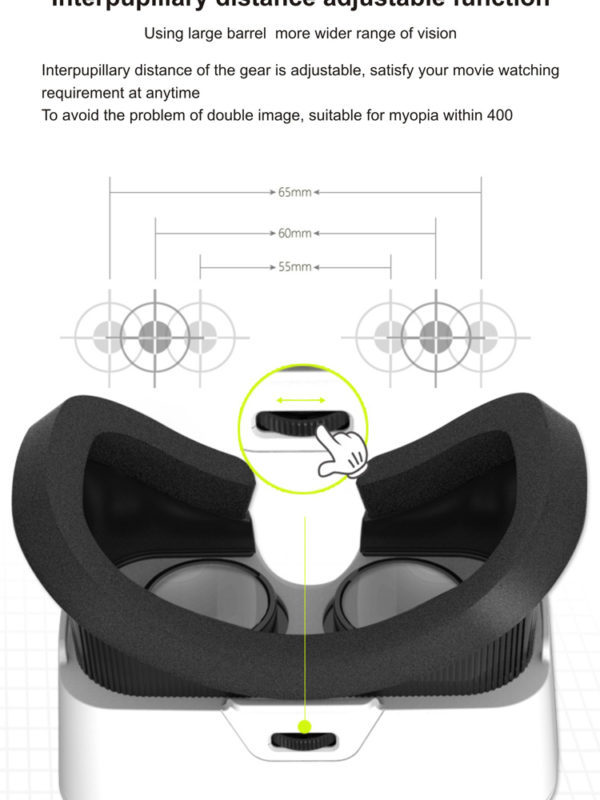 Interpupillary distance adjustable function
Using large barrel more wider range of vision
Interpupillary distance of the gear is adjustable, satisfy your movie watching
requirement at anytime
To avoid the problem of double image, suitable for myopia within 400
65mm
60mm
55mm